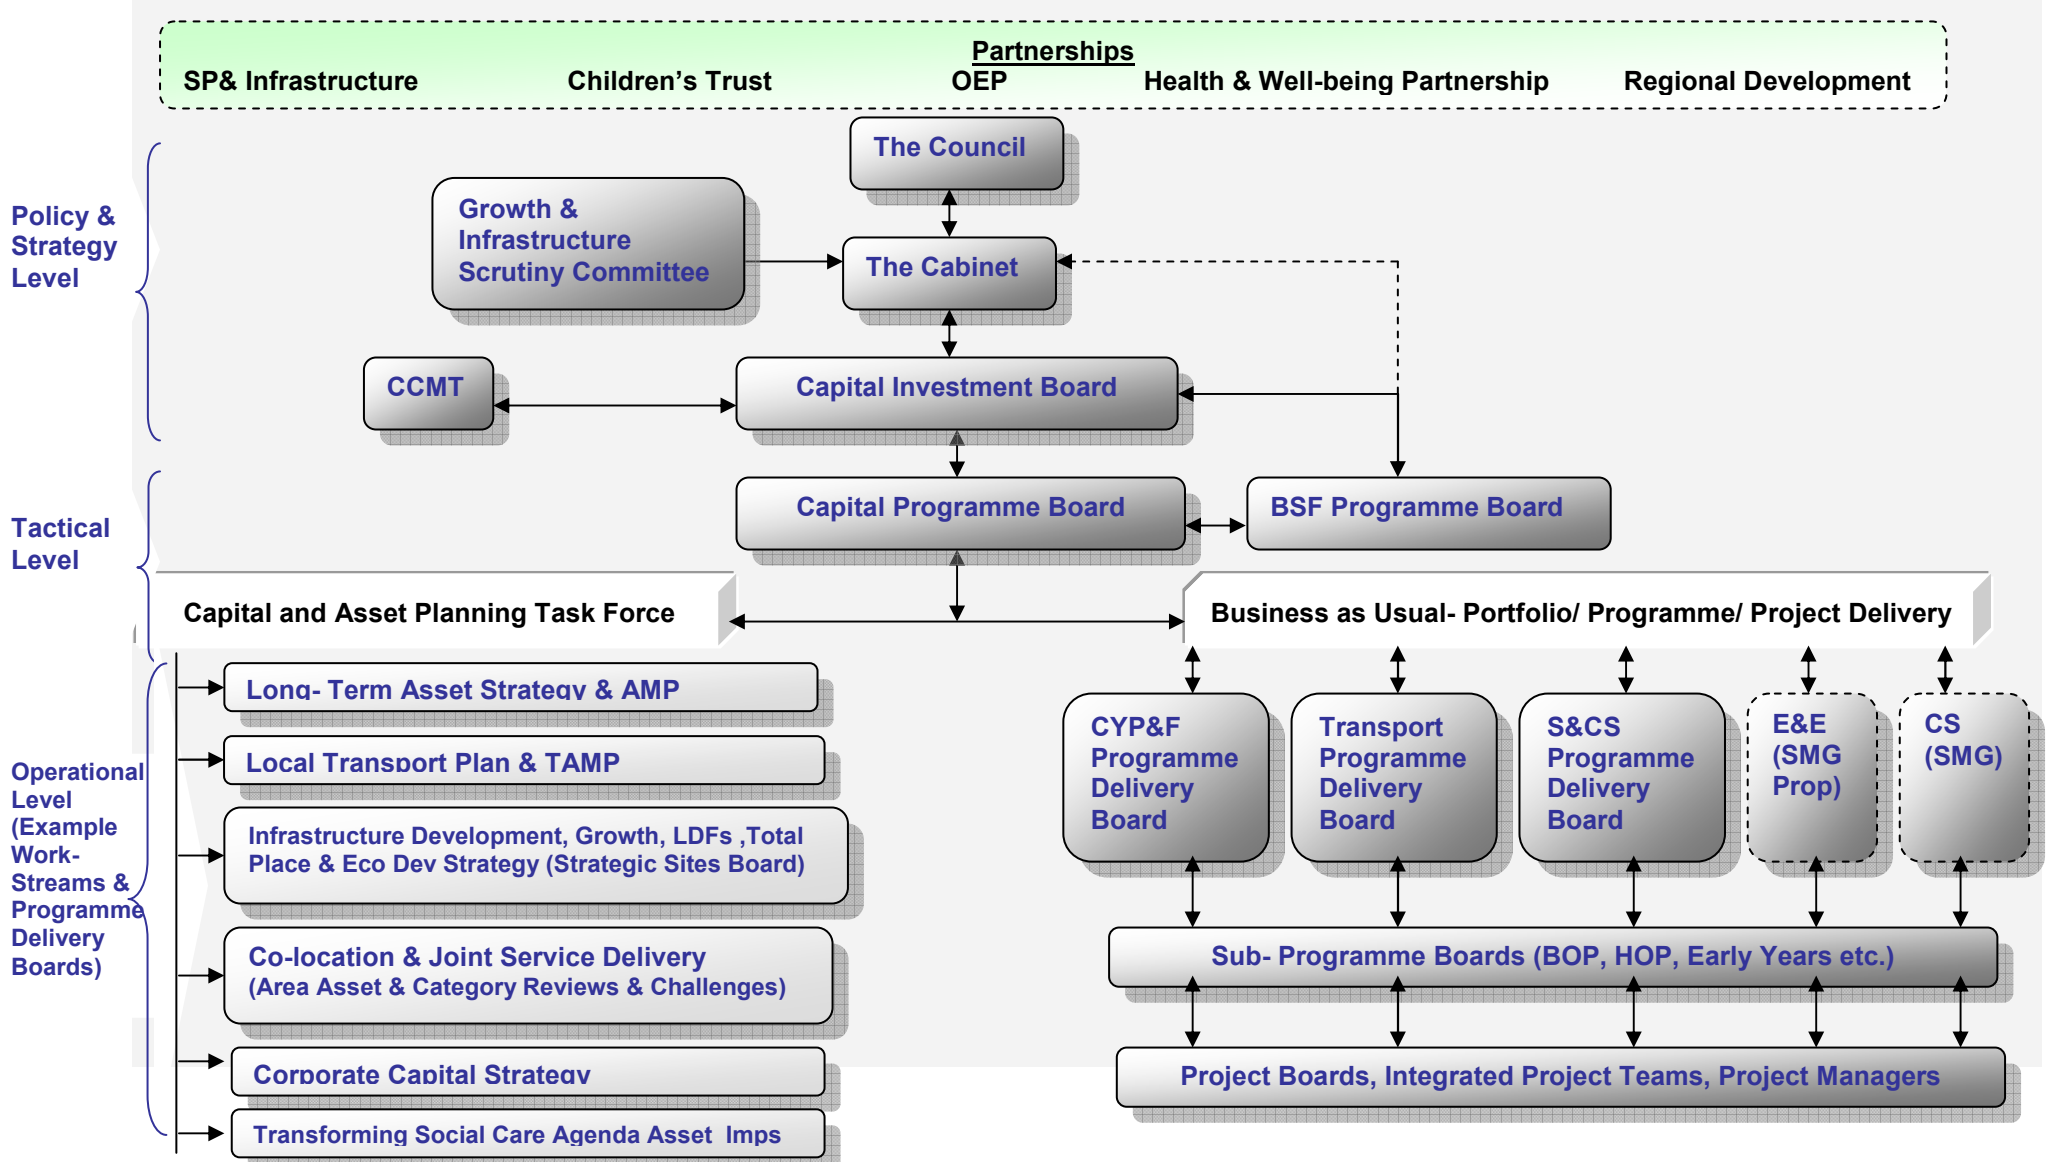 Partnerships
SP& Infrastructure Children's Trust OEP Health & Well-being Partnership Regional Development
The Council
Policy &
Strategy
Level
Growth &
Infrastructure
Scrutiny Committee
The Cabinet
CCMT
Capital Investment Board
Tactical
Level
Capital Programme Board
BSF Programme Board
Capital and Asset Planning Task Force
Business as Usual- Portfolio/ Programme/ Project Delivery
Operational
Level
(Example
Work-
Streams &
Programme
Delivery
Boards)
Long- Term Asset Strategy & AMP
Local Transport Plan & TAMP
Infrastructure Development, Growth, LDFs ,Total
Place & Eco Dev Strategy (Strategic Sites Board)
Co-location & Joint Service Delivery
(Area Asset & Category Reviews & Challenges)
Corporate Capital Strategy
Transforming Social Care Agenda Asset Imps
CYP&F
Programme
Delivery
Board
Transport
Programme
Delivery
Board
S&CS
Programme
Delivery
Board
E&E
(SMG
Prop)
CS
(SMG)
Sub- Programme Boards (BOP, HOP, Early Years etc.)
Project Boards, Integrated Project Teams, Project Managers